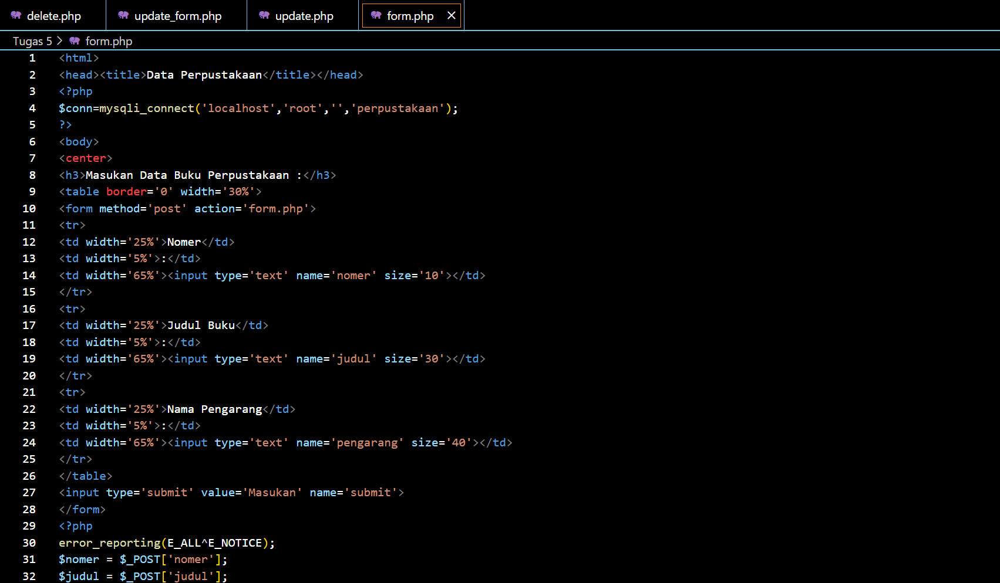 delete.php update_form.php update.php form.php
Tugas 5 > form.php
1 <html>
2 <head><title>Data Perpustakaan</title></head>
3 <?php
4 $conn=mysqli_connect('localhost','root','','perpustakaan');
5 ?>
6 <body>
7 <center>
8 <h3>Masukan Data Buku Perpustakaan :</h3>
9 <table border='0' width='30%'>
10 <form method='post' action='form.php'>
11 <tr>
12 <td width='25%'>Nomer</td>
13 <td width='5%'>:</td>
14 <td width='65%'><input type='text' name='nomer' size='10'></td>
15 </tr>
16 <tr>
17 <td width='25%'>Judul Buku</td>
18 <td width='5%'>:</td>
19 <td width='65%'><input type='text' name='judul' size='30'></td>
20 </tr>
21 <tr>
22 <td width='25%'>Nama Pengarang</td>
23 <td width='5%'>:</td>
24 <td width='65%'><input type='text' name='pengarang' size='40'></td>
25 </tr>
26 </table>
27 <input type='submit' value='Masukan' name='submit'>
28 </form>
29 <?php
30 error_reporting(E_ALL^E_NOTICE);
31 $nomer = $_POST['nomer'];
32 $judul = $_POST['judul'];